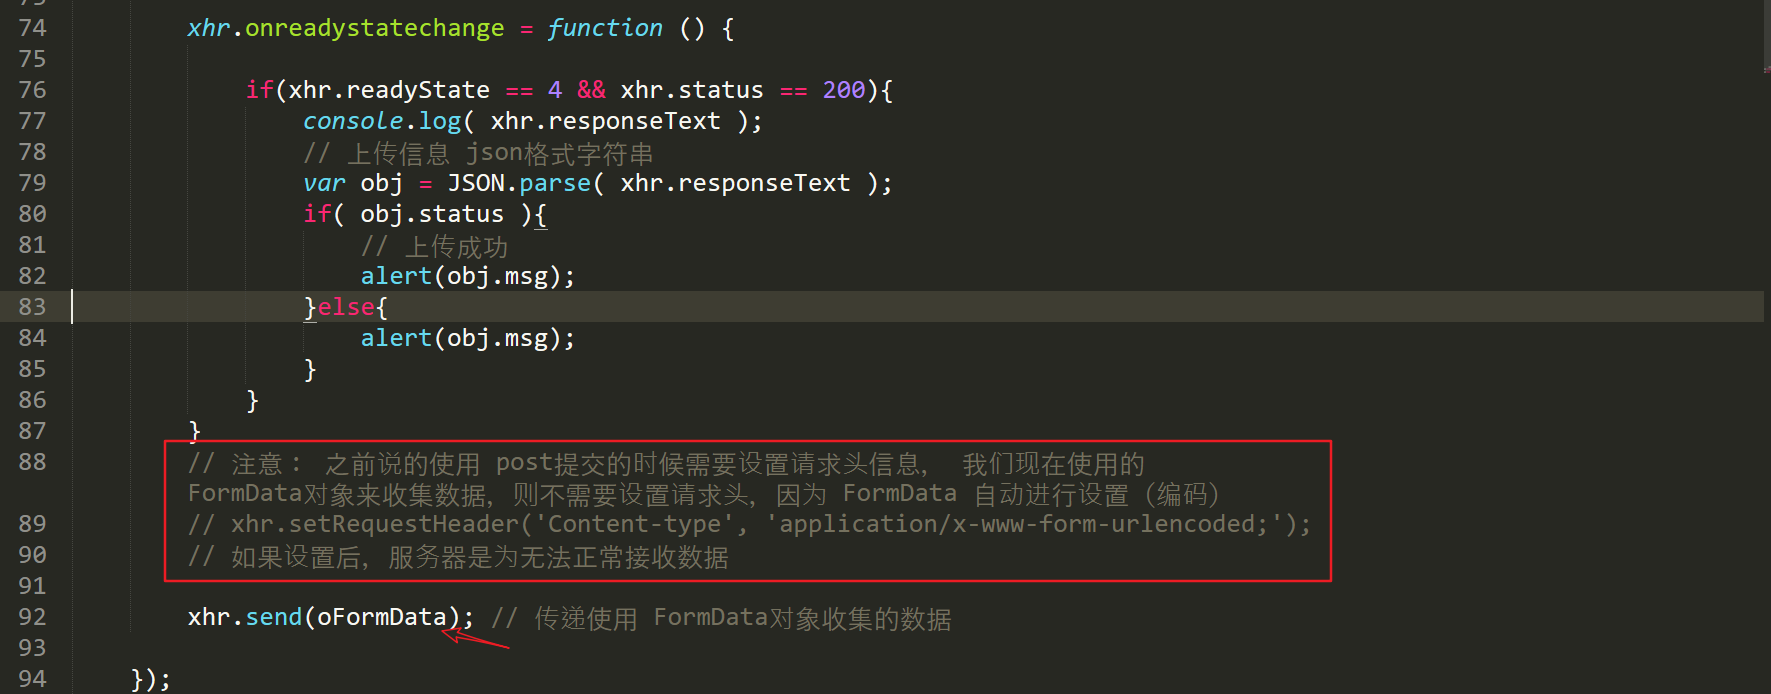 74 xhr.onreadystatechange = function () {
75
76 if(xhr.readyState == 4 && xhr.status == 200){
77 console.log( xhr.responseText );
78 // 上传信息 json格式字符串
79 var obj = JSON.parse( xhr.responseText );
80 if( obj.status ){
81 // 上传成功
82 alert(obj.msg);
83 }else{
84 alert(obj.msg);
85 }
86 }
87 }
88 // 注意： 之前说的使用 post提交的时候需要设置请求头信息， 我们现在使用的
FormData对象来收集数据，则不需要设置请求头，因为 FormData 自动进行设置（编码）
89 // xhr.setRequestHeader('Content-type', 'application/x-www-form-urlencoded;');
90 // 如果设置后，服务器是为无法正常接收数据
91
92 xhr.send(oFormData); // 传递使用 FormData对象收集的数据
93
94 });